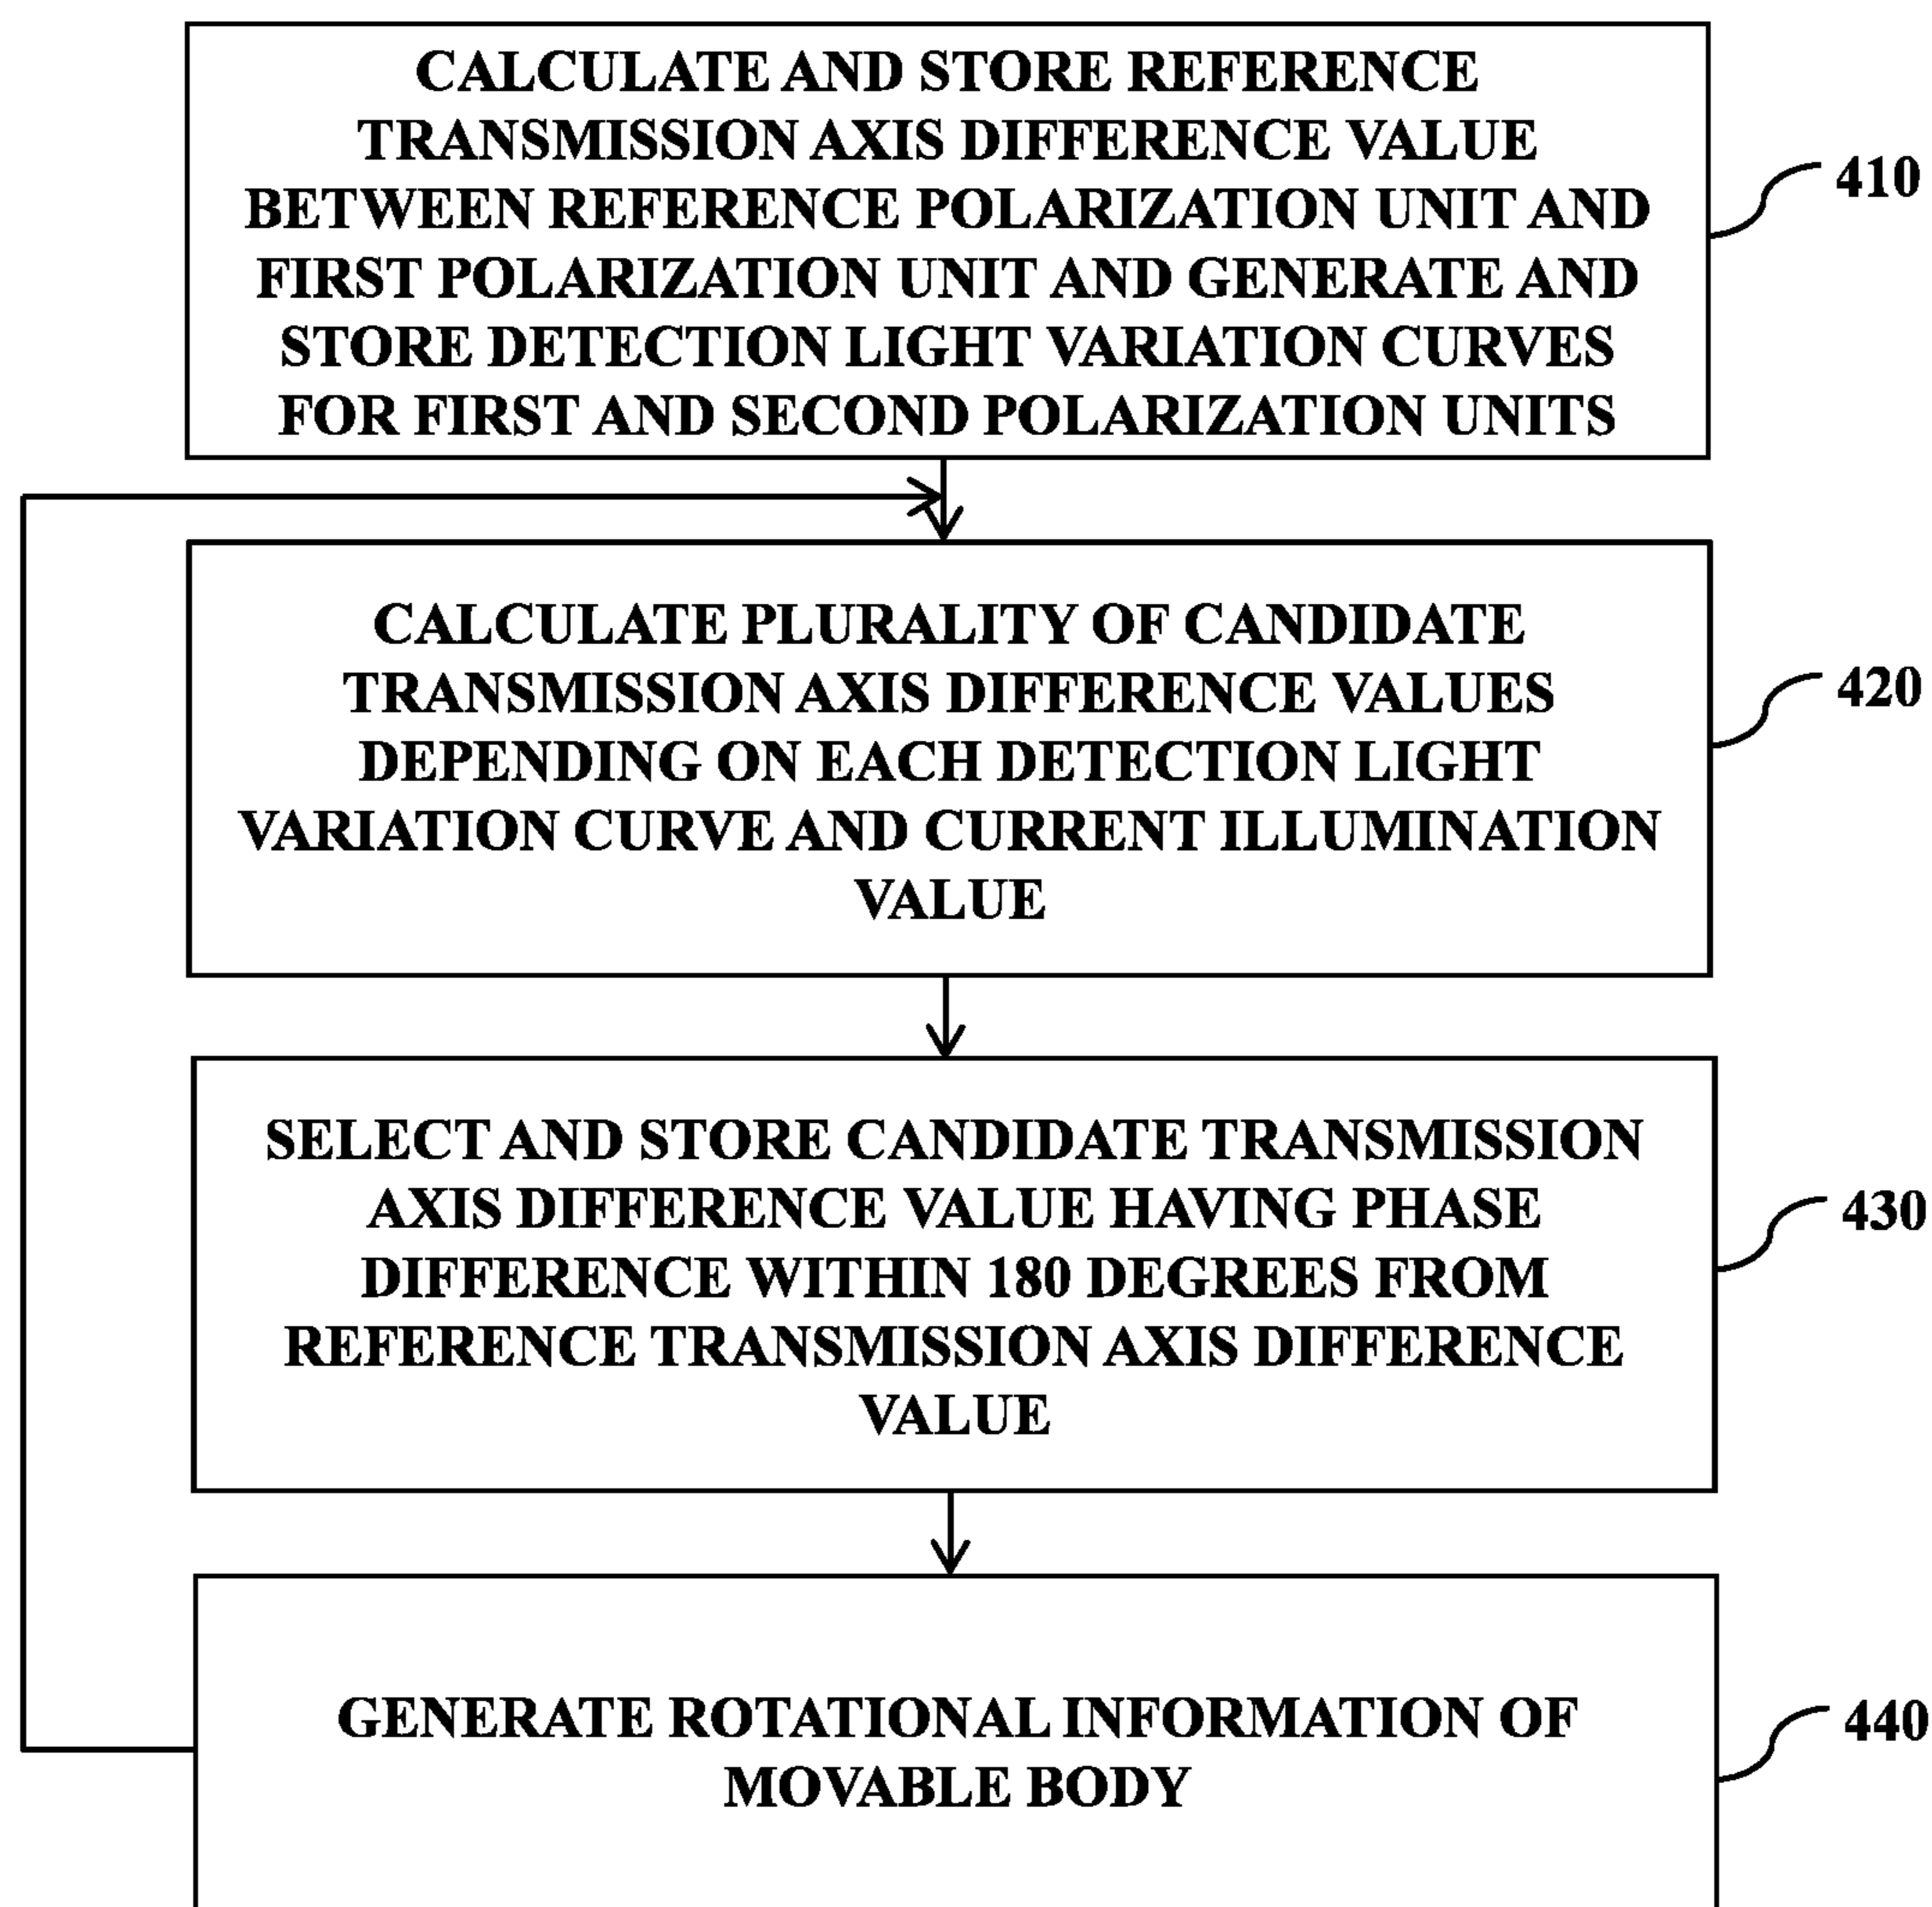 CALCULATE AND STORE REFERENCE
TRANSMISSION AXIS DIFFERENCE VALUE
BETWEEN REFERENCE POLARIZATION UNIT AND
FIRST POLARIZATION UNIT AND GENERATE AND
STORE DETECTION LIGHT VARIATION CURVES
FOR FIRST AND SECOND POLARIZATION UNITS
410
CALCULATE PLURALITY OF CANDIDATE
TRANSMISSION AXIS DIFFERENCE VALUES
DEPENDING ON EACH DETECTION LIGHT
VARIATION CURVE AND CURRENT ILLUMINATION
VALUE
420
SELECT AND STORE CANDIDATE TRANSMISSION
AXIS DIFFERENCE VALUE HAVING PHASE
DIFFERENCE WITHIN 180 DEGREES FROM
REFERENCE TRANSMISSION AXIS DIFFERENCE
VALUE
430
GENERATE ROTATIONAL INFORMATION OF
MOVABLE BODY
440